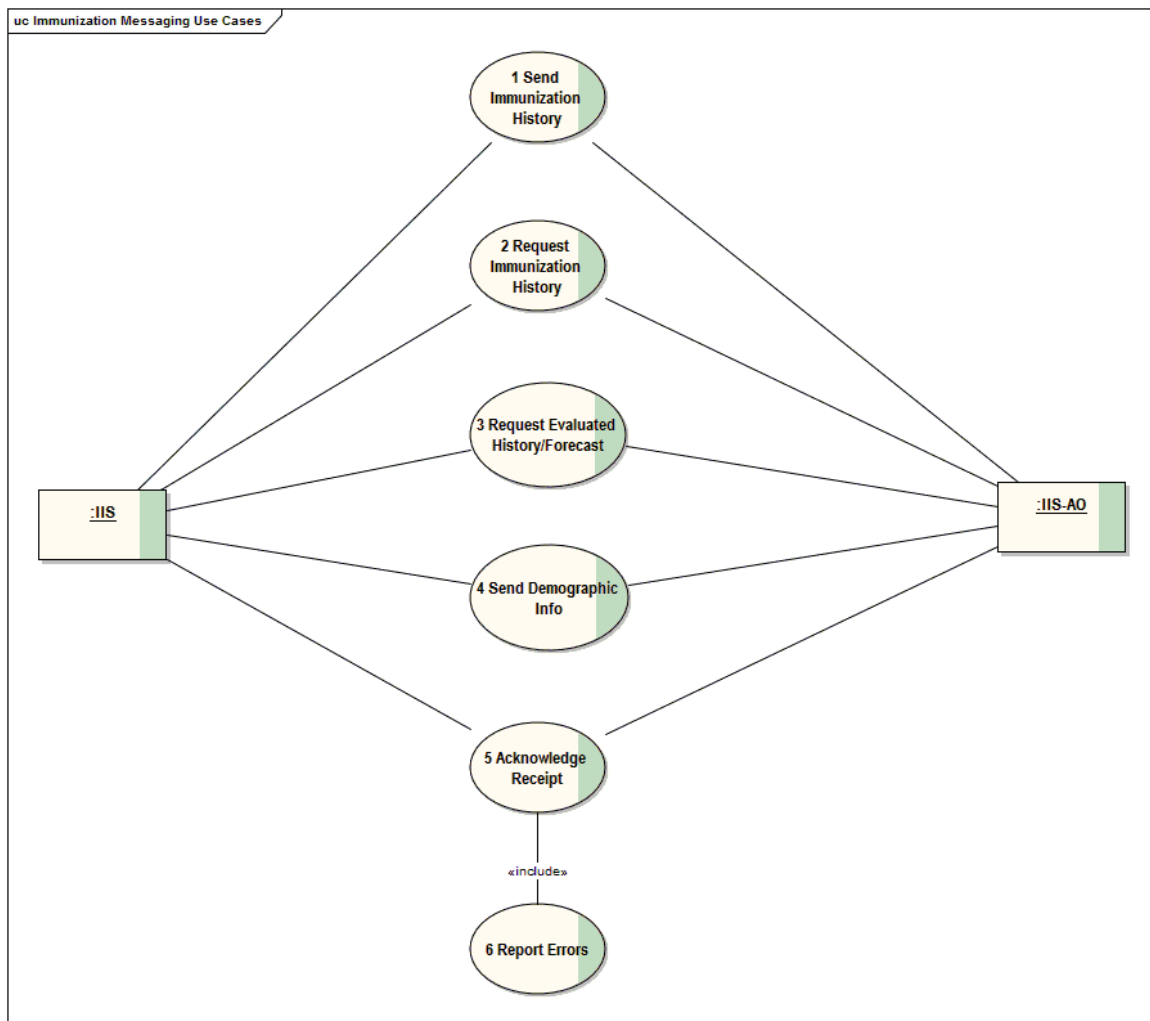 uc Immunization Messaging Use Cases
1 Send
Immunization
History
2 Request
Immunization
History
3 Request Evaluated
History/Forecast
:IIS
:IIS-AO
4 Send Demographic
Info
5 Acknowledge
Receipt
«include»
6 Report Errors